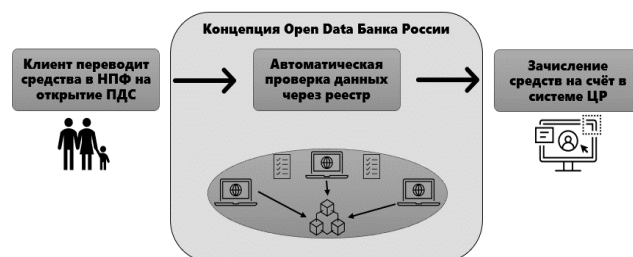 Концепция Open Data Банка России
Клиент переводит
средства в НПФ на
открытие ПДС
Автоматическая
проверка данных
через реестр
Зачисление
средств на счёт в
системе ЦР